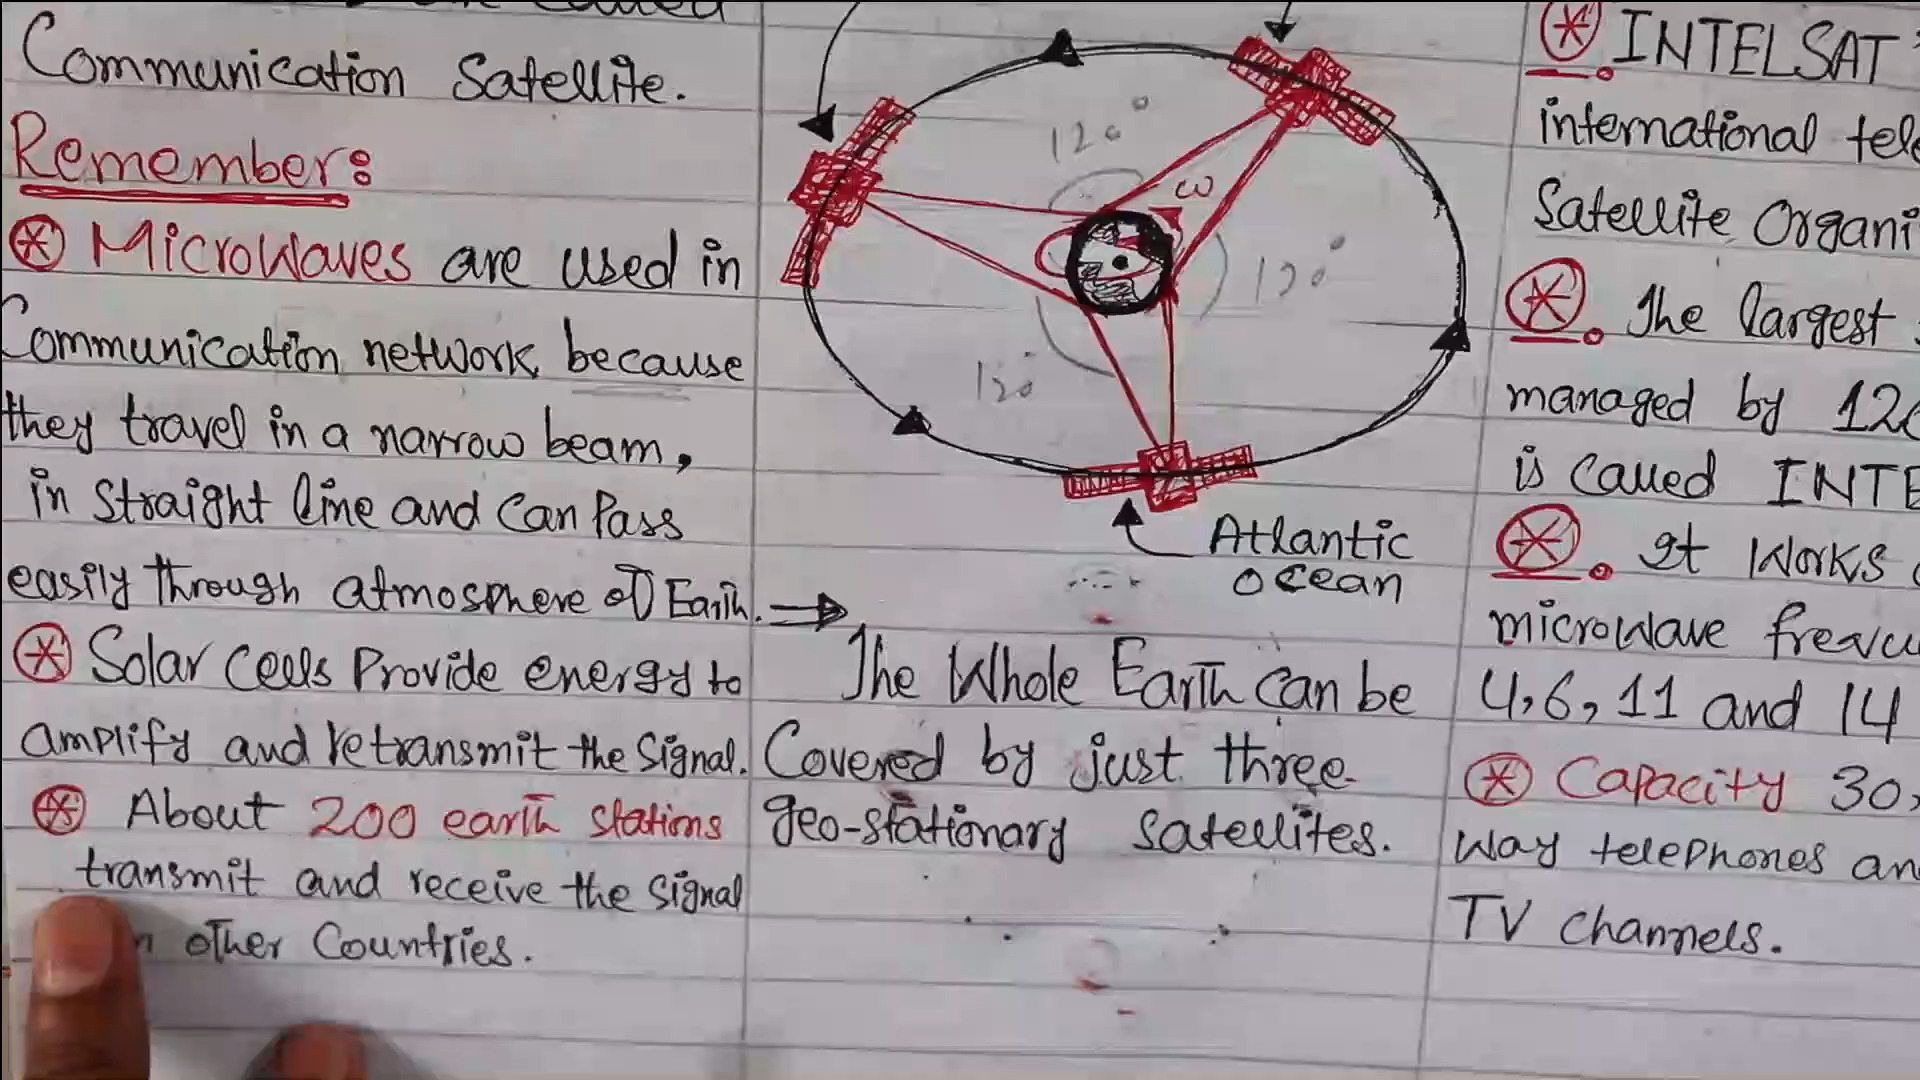 Communication Satellite.
Remember:
Microwaves are used in
Communication network because
they travel in a narrow beam,
in straight line and can Pass
easily through atmosphere of Earth.
Solar Cells Provide energy to
amplify and retransmit the Signal.
About 200 earth stations
transmit and receive the signal
other Countries.
120°
ω
120°
120°
Atlantic
Ocean
The Whole Earth can be
Covered by just three
geo-stationary satellites.
INTELSAT
international tele
Satellite Organi
The largest
managed by 12
is called INTE
It Works
microwave frequ
4,6,11 and 14
Capacity 30,
Way telephones an
TV channels.